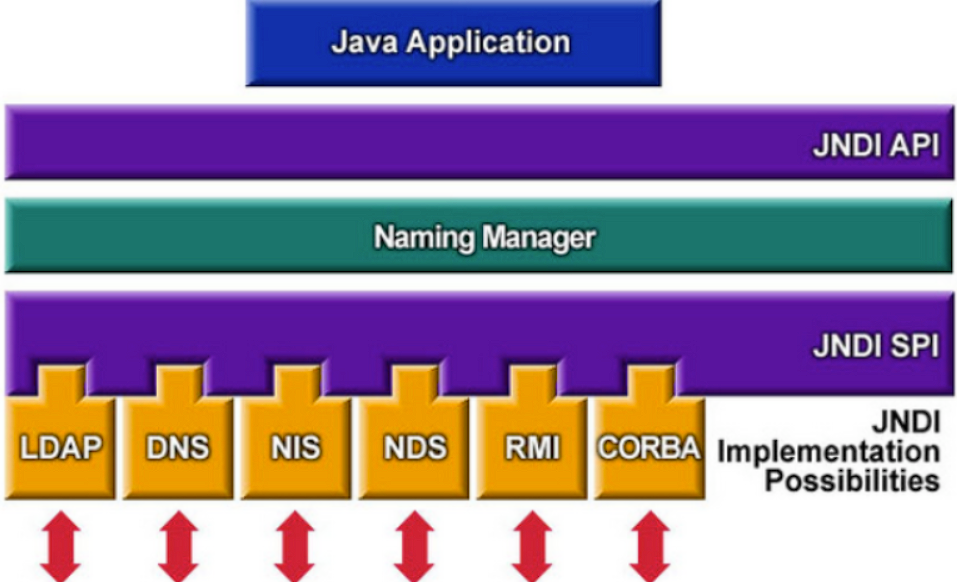 Java Application
JNDI API
Naming Manager
JNDI SPI
LDAP
DNS
NIS
NDS
RMI
CORBA
JNDI
Implementation
Possibilities